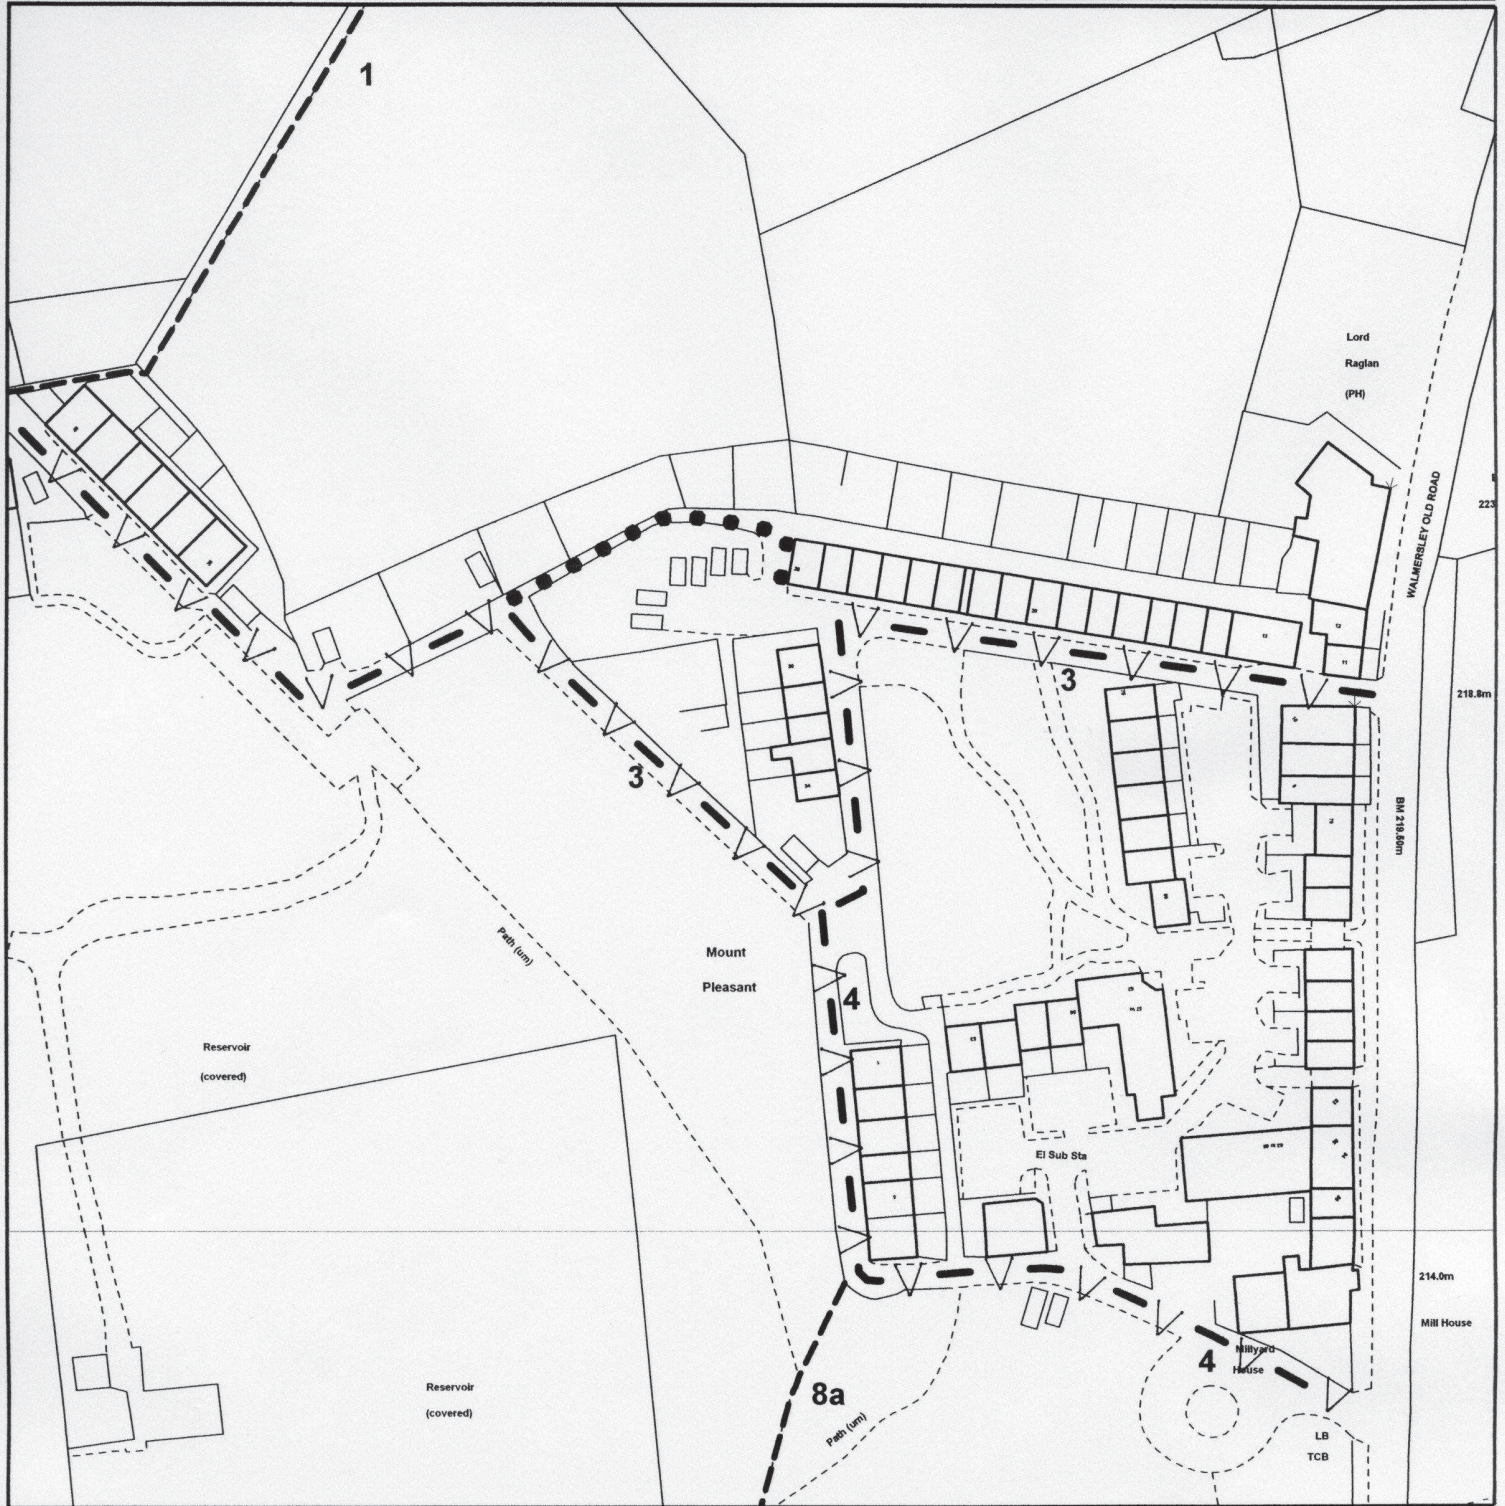 1
Lord
Raglan
(PH)
WALMERSLEY OLD ROAD
223
3
218.8m
3
BM 219.50m
Path (um)
Mount
Pleasant
4
Reservoir
(covered)
El Sub Sta
214.0m
Mill House
Millyard
House
4
Reservoir
(covered)
8a
Path (um)
LB
TCB